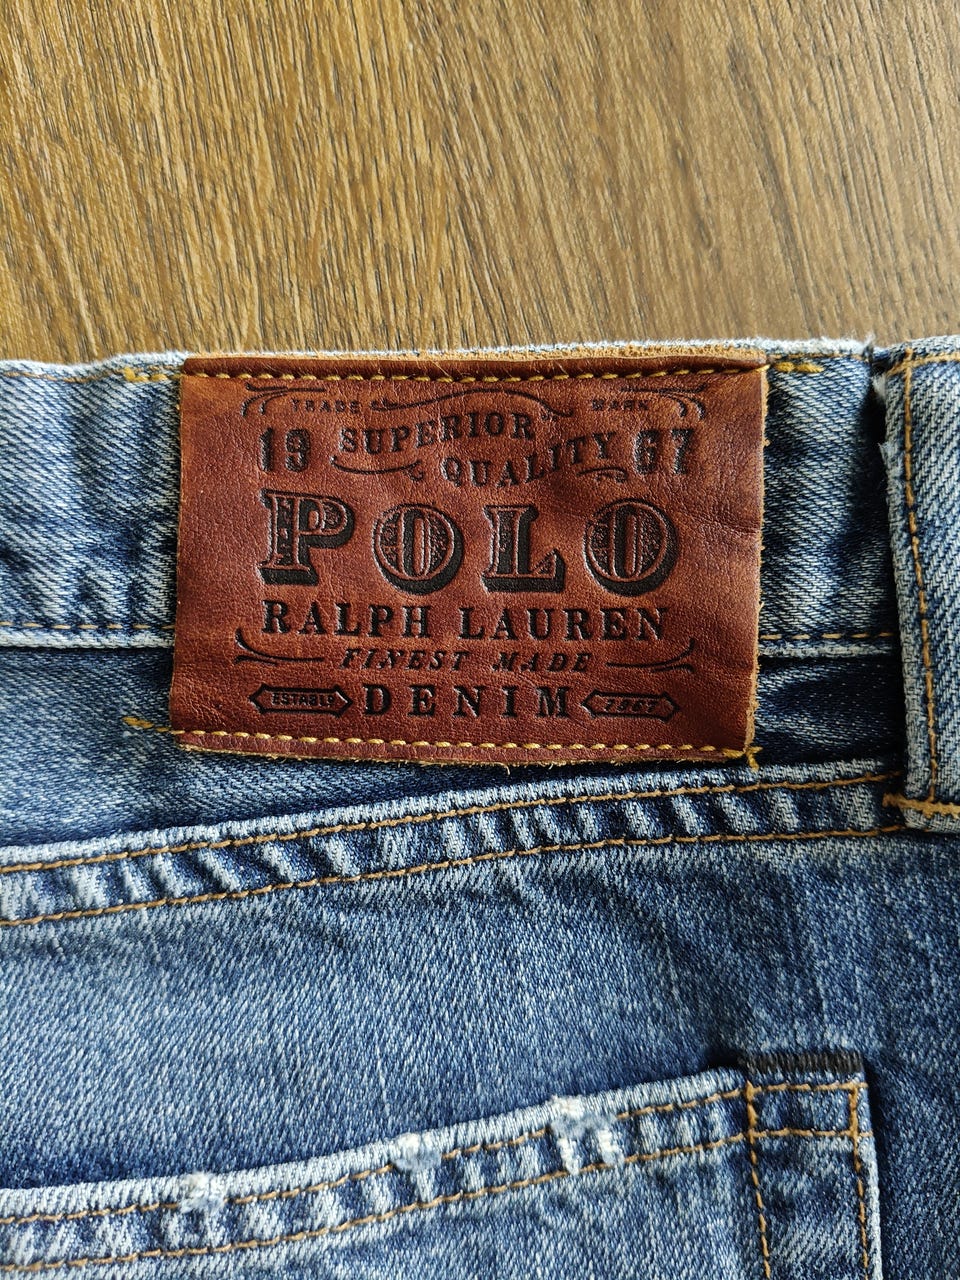 TRADE MARK
19 SUPERIOR QUALITY 67
POLO
RALPH LAUREN
FINEST MADE
ESTABL'D DENIM 1967